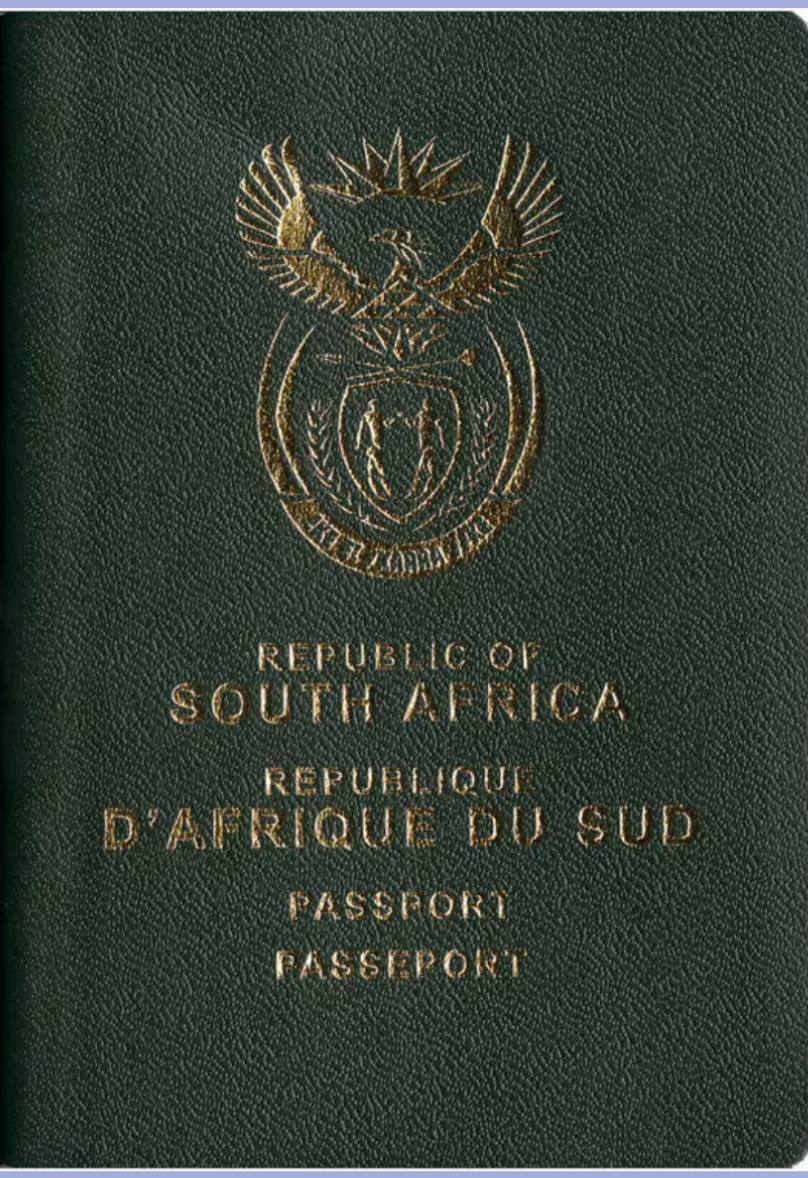 REPUBLIC OF
SOUTH AFRICA
REPUBLIQUE
D'AFRIQUE DU SUD
PASSPORT
PASSEPORT